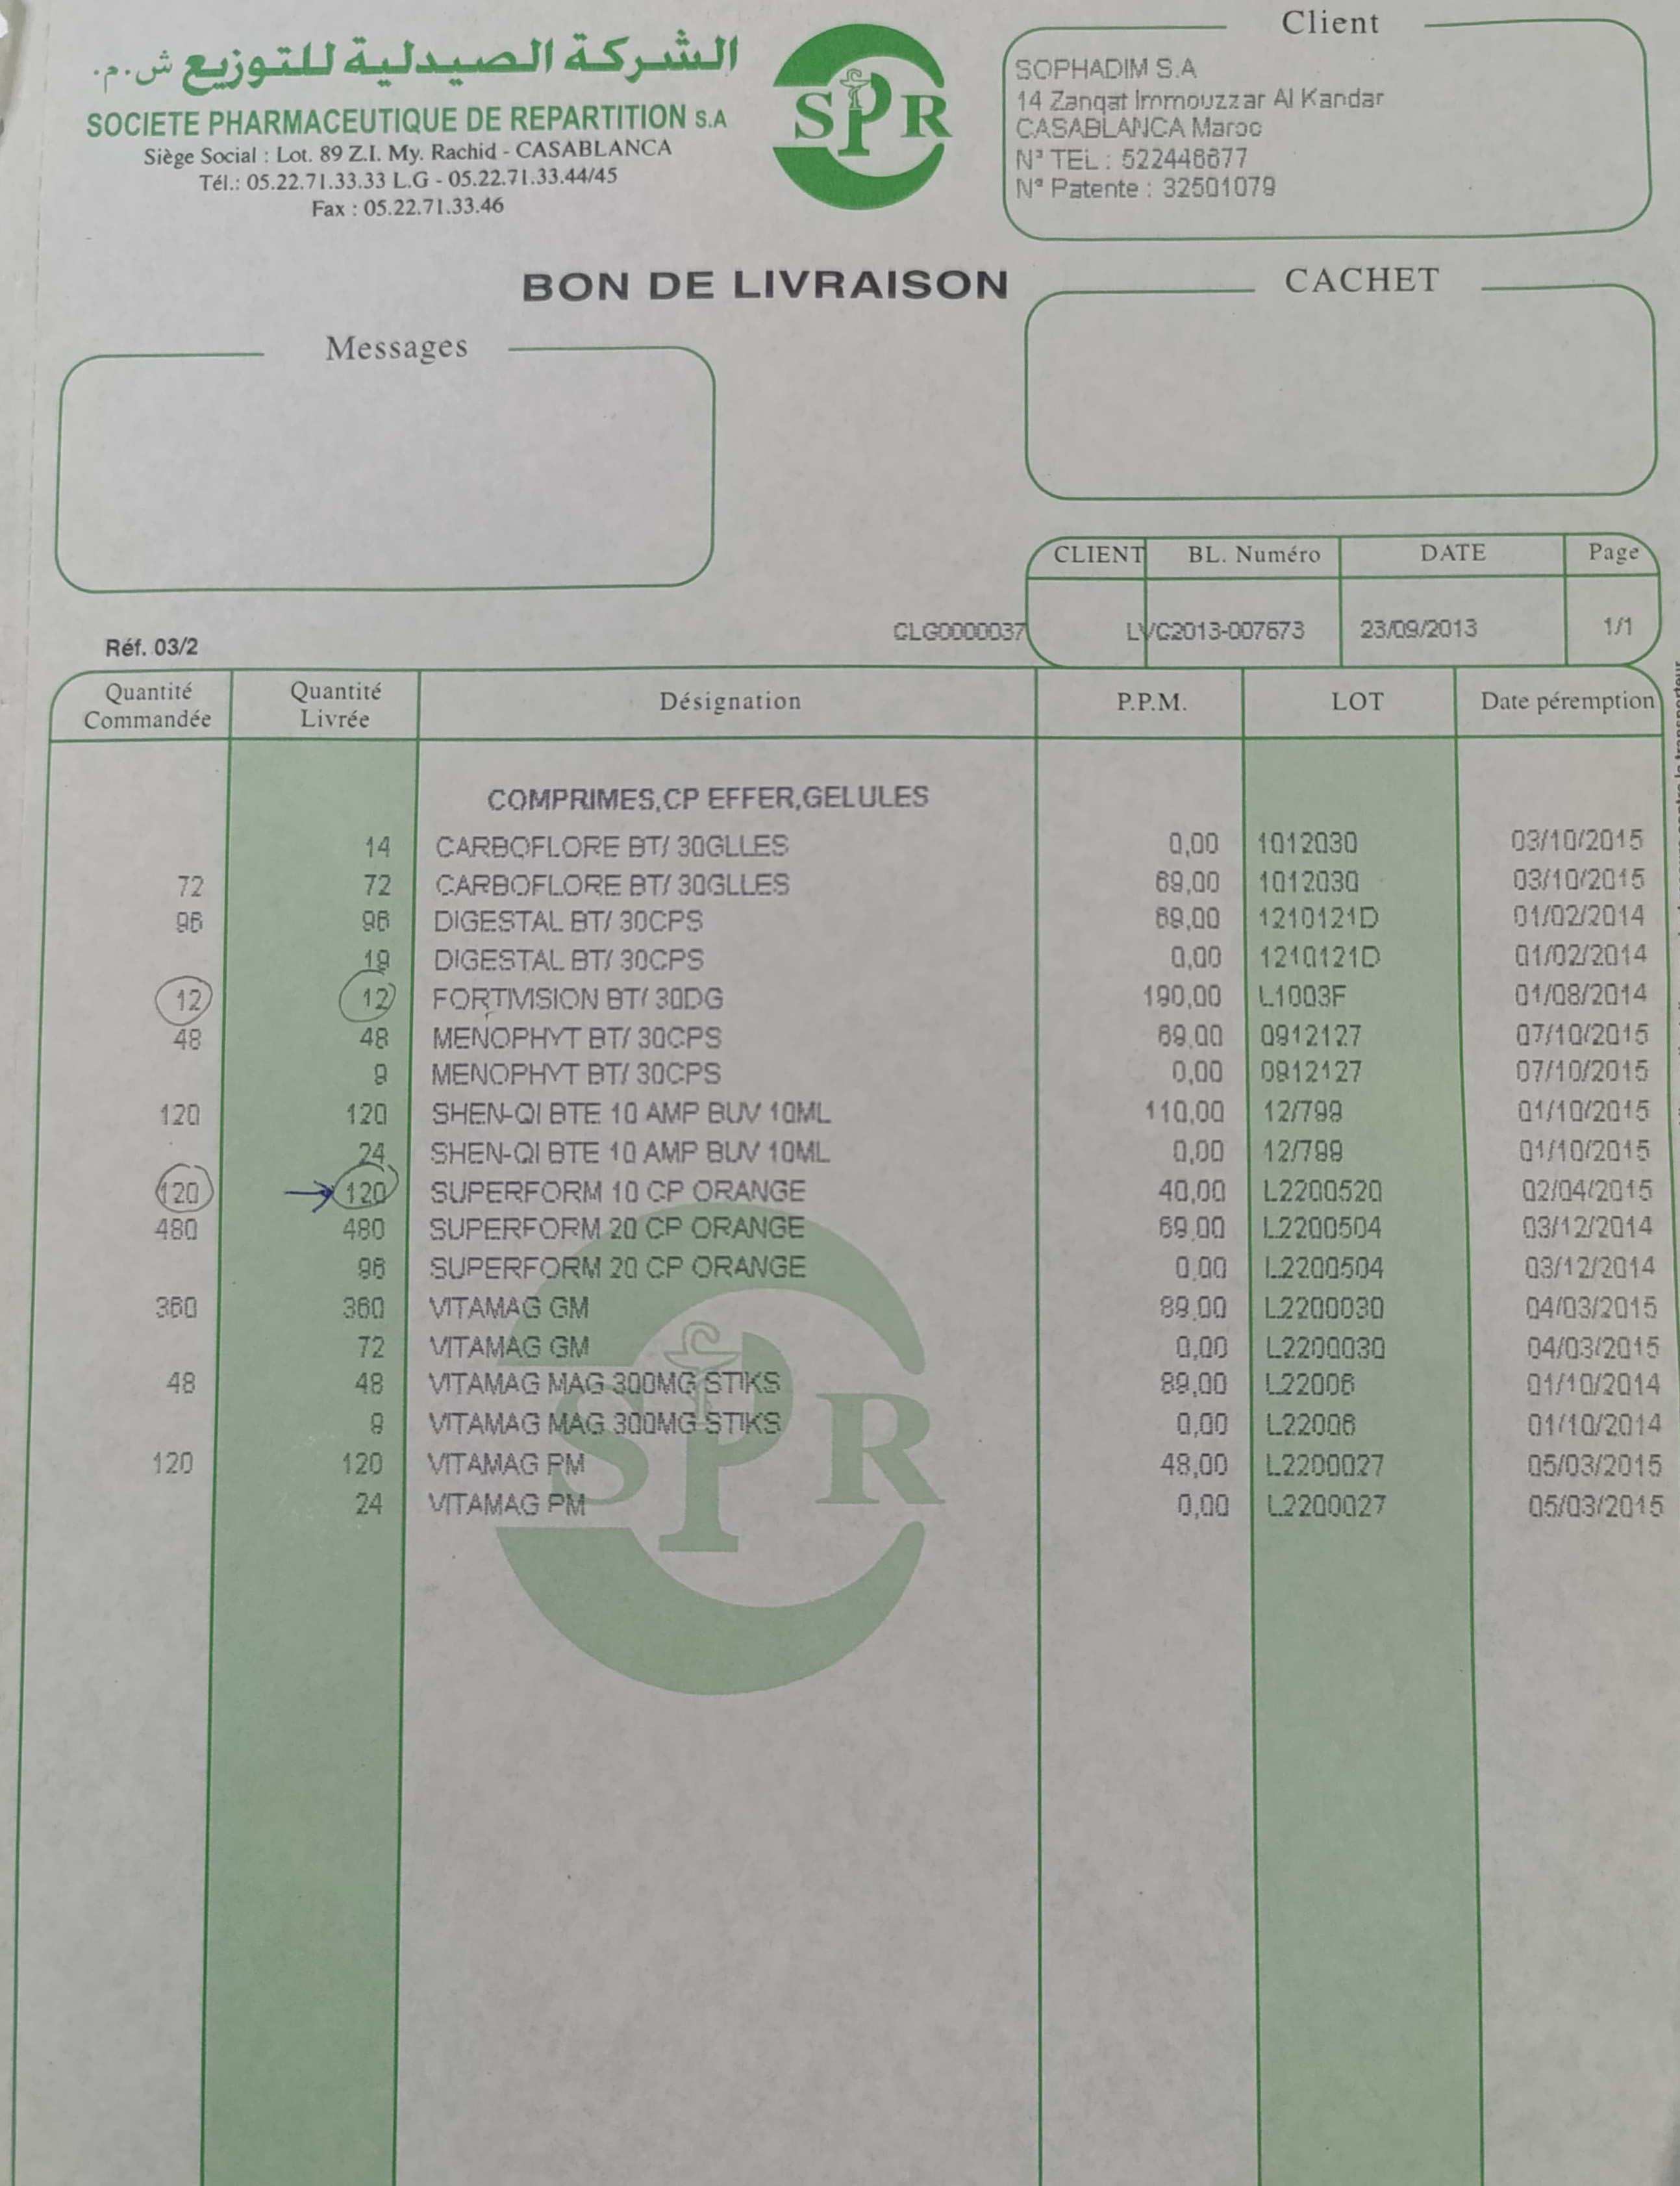 الشركة الصيدلية للتوزيع ش.م.
SOCIETE PHARMACEUTIQUE DE REPARTITION S.A
Siège Social : Lot. 89 Z.I. My. Rachid - CASABLANCA
Tél.: 05.22.71.33.33 L.G - 05.22.71.33.44/45
Fax : 05.22.71.33.46
SPR
Client
SOPHADIM S.A
14 Zanqat Immouzzar Al Kandar
CASABLANCA Maroc
N° TEL : 522448677
N° Patente : 32501079
BON DE LIVRAISON
CACHET
Messages
CLIENT BL. Numéro DATE Page
CLG0000037 LVC2013-007673 23/09/2013 1/1
Réf. 03/2
Quantité Commandée Quantité Livrée Désignation P.P.M. LOT Date péremption
COMPRIMES,CP EFFER,GELULES
14 CARBOFLORE BT/ 30GLLES 0,00 1012030 03/10/2015
72 72 CARBOFLORE BT/ 30GLLES 69,00 1012030 03/10/2015
96 96 DIGESTAL BT/ 30CPS 69,00 1210121D 01/02/2014
19 DIGESTAL BT/ 30CPS 0,00 1210121D 01/02/2014
12 12 FORTIVISION BT/ 30DG 190,00 L1003F 01/08/2014
48 48 MENOPHYT BT/ 30CPS 69,00 0912127 07/10/2015
9 MENOPHYT BT/ 30CPS 0,00 0912127 07/10/2015
120 120 SHEN-QI BTE 10 AMP BUV 10ML 110,00 12/799 01/10/2015
24 SHEN-QI BTE 10 AMP BUV 10ML 0,00 12/799 01/10/2015
120 → 120 SUPERFORM 10 CP ORANGE 40,00 L2200520 02/04/2015
480 480 SUPERFORM 20 CP ORANGE 69,00 L2200504 03/12/2014
96 SUPERFORM 20 CP ORANGE 0,00 L2200504 03/12/2014
360 360 VITAMAG GM 89,00 L2200030 04/03/2015
72 VITAMAG GM 0,00 L2200030 04/03/2015
48 48 VITAMAG MAG 300MG STIKS 89,00 L22006 01/10/2014
9 VITAMAG MAG 300MG STIKS 0,00 L22006 01/10/2014
120 120 VITAMAG PM 48,00 L2200027 05/03/2015
24 VITAMAG PM 0,00 L2200027 05/03/2015
SPR